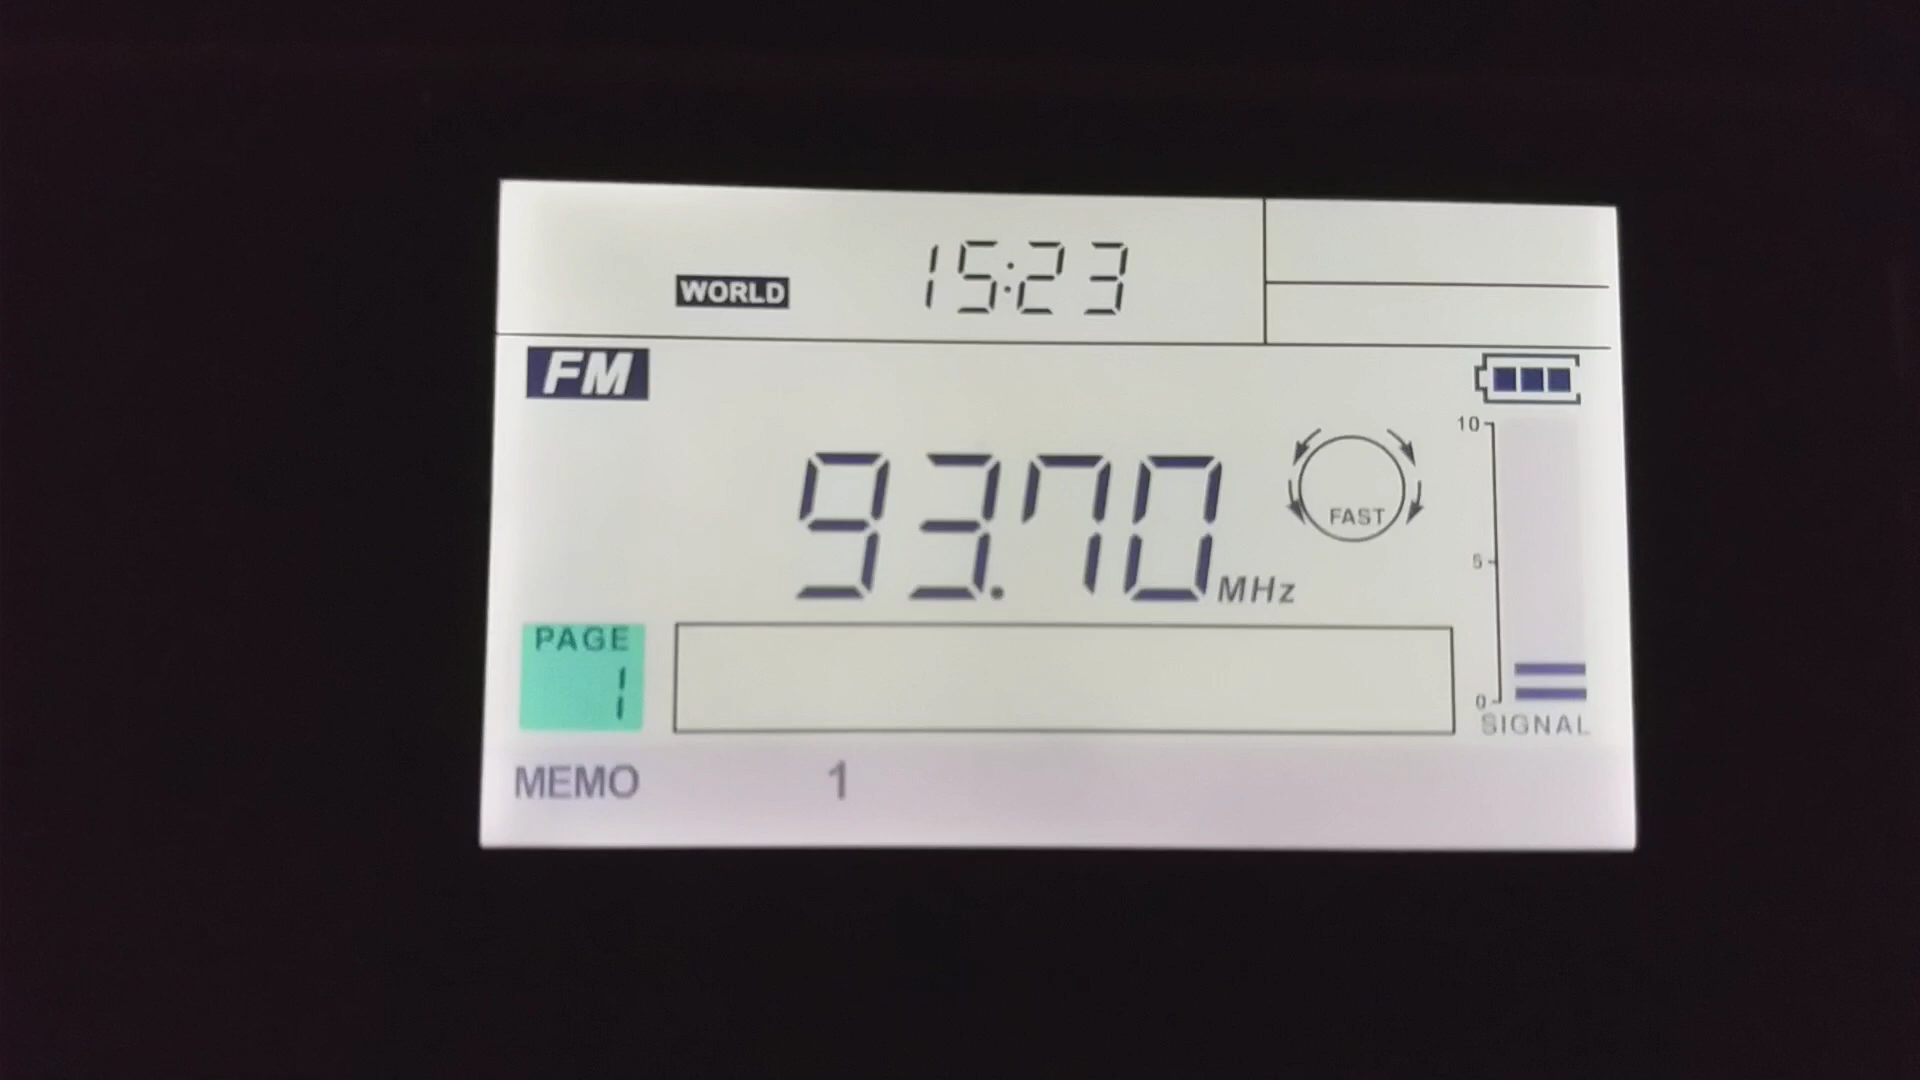 WORLD 15:23
FM
93.70 MHz
FAST
10
5
0
SIGNAL
PAGE
1
MEMO 1